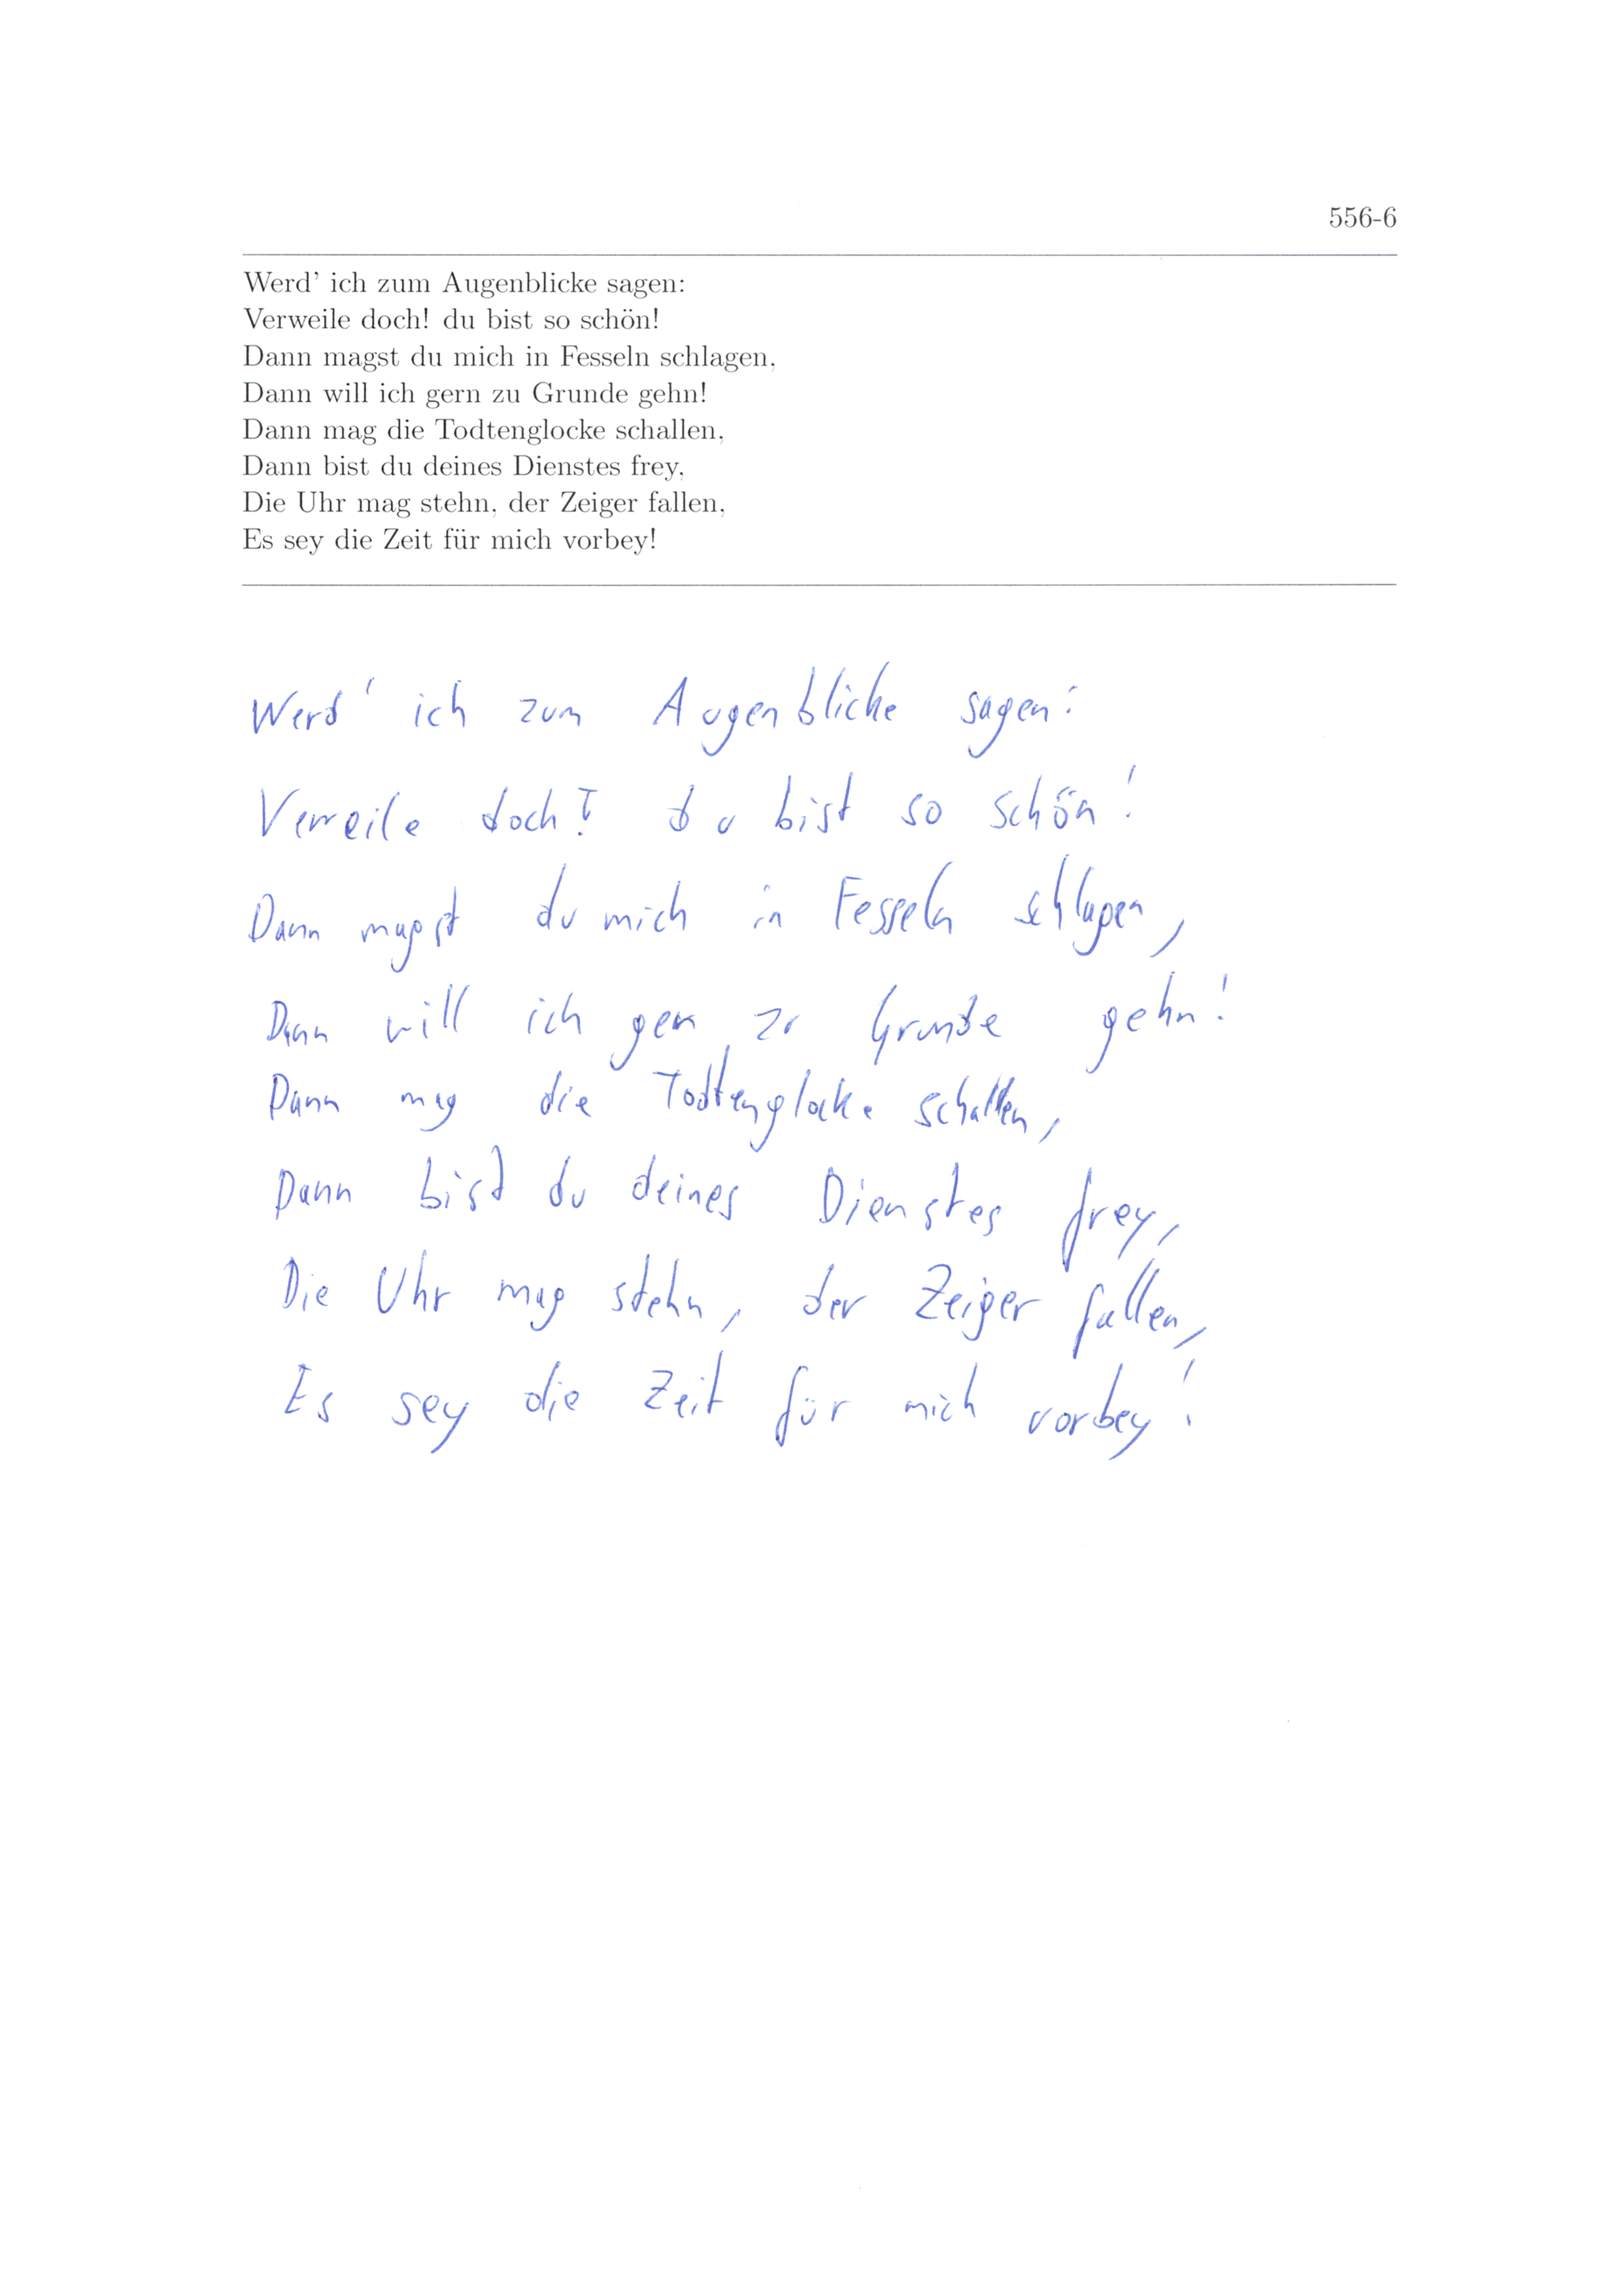 556-6
Werd' ich zum Augenblicke sagen:
Verweile doch! du bist so schön!
Dann magst du mich in Fesseln schlagen,
Dann will ich gern zu Grunde gehn!
Dann mag die Todtenglocke schallen,
Dann bist du deines Dienstes frey,
Die Uhr mag stehn, der Zeiger fallen,
Es sey die Zeit für mich vorbey!
Werd' ich zum Augenblicke sagen:
Verweile doch! du bist so schön!
Dann magst du mich in Fesseln schlagen,
Dann will ich gern zu Grunde gehn!
Dann mag die Todtenglocke schallen,
Dann bist du deines Dienstes frey,
Die Uhr mag stehn, der Zeiger fallen,
Es sey die Zeit für mich vorbey!